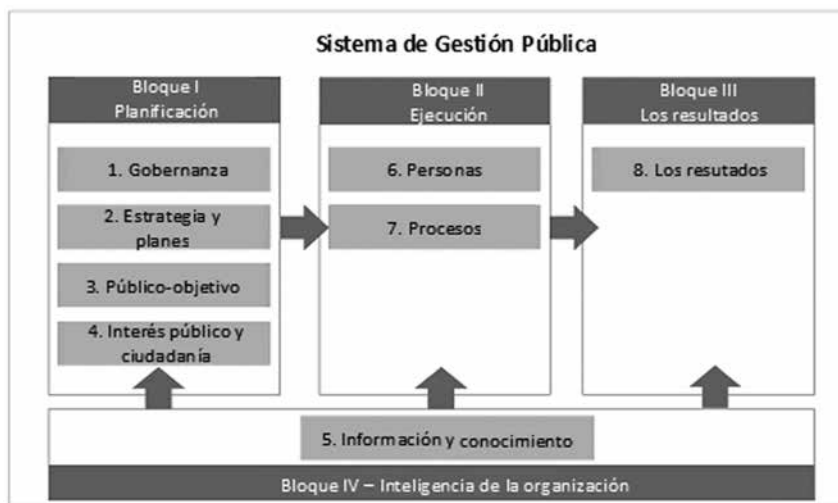 Sistema de Gestión Pública
Bloque I
Planificación
1. Gobernanza
2. Estrategia y
planes
3. Público-objetivo
4. Interés público y
ciudadanía
Bloque II
Ejecución
6. Personas
7. Procesos
Bloque III
Los resultados
8. Los resutados
5. Información y conocimiento
Bloque IV – Inteligencia de la organización